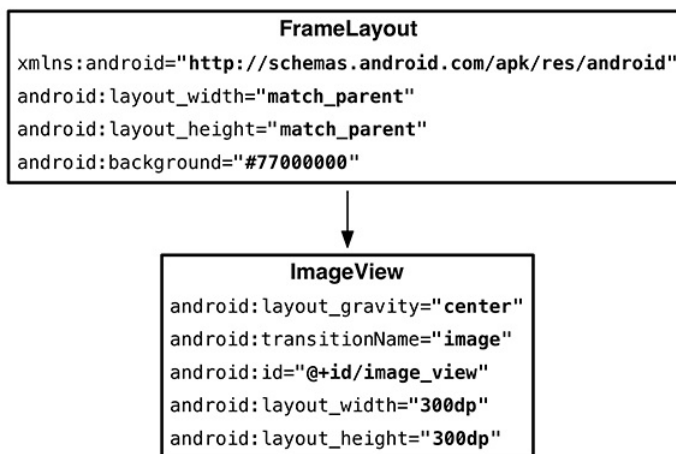 FrameLayout
xmlns:android="http://schemas.android.com/apk/res/android"
android:layout_width="match_parent"
android:layout_height="match_parent"
android:background="#77000000"
ImageView
android:layout_gravity="center"
android:transitionName="image"
android:id="@+id/image_view"
android:layout_width="300dp"
android:layout_height="300dp"